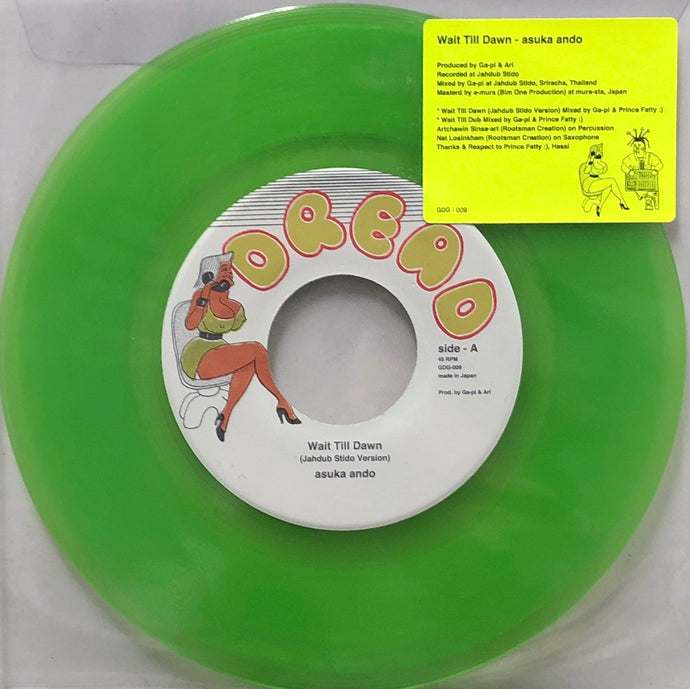 Wait Till Dawn - asuka ando
Produced by Ga-pi & Ari
Recorded at Jahdub Stido
Mixed by Ga-pi at Jahdub Stido, Sriracha, Thailand
Masterd by e-mura (Bim One Production) at mura-sta, Japan
* Wait Till Dawn (Jahdub Stido Version) Mixed by Ga-pi & Prince Fatty :)
* Wait Till Dub Mixed by Ga-pi & Prince Fatty :)
Artchawin Sinsa-art (Rootsman Creation) on Percussion
Nat Losinkham (Rootsman Creation) on Saxophone
Thanks & Respect to Prince Fatty :), Hassi
GDG - 009
DREAD
side - A
45 RPM
GDG-009
made in Japan
Prod. by Ga-pi & Ari
Wait Till Dawn
(Jahdub Stido Version)
asuka ando